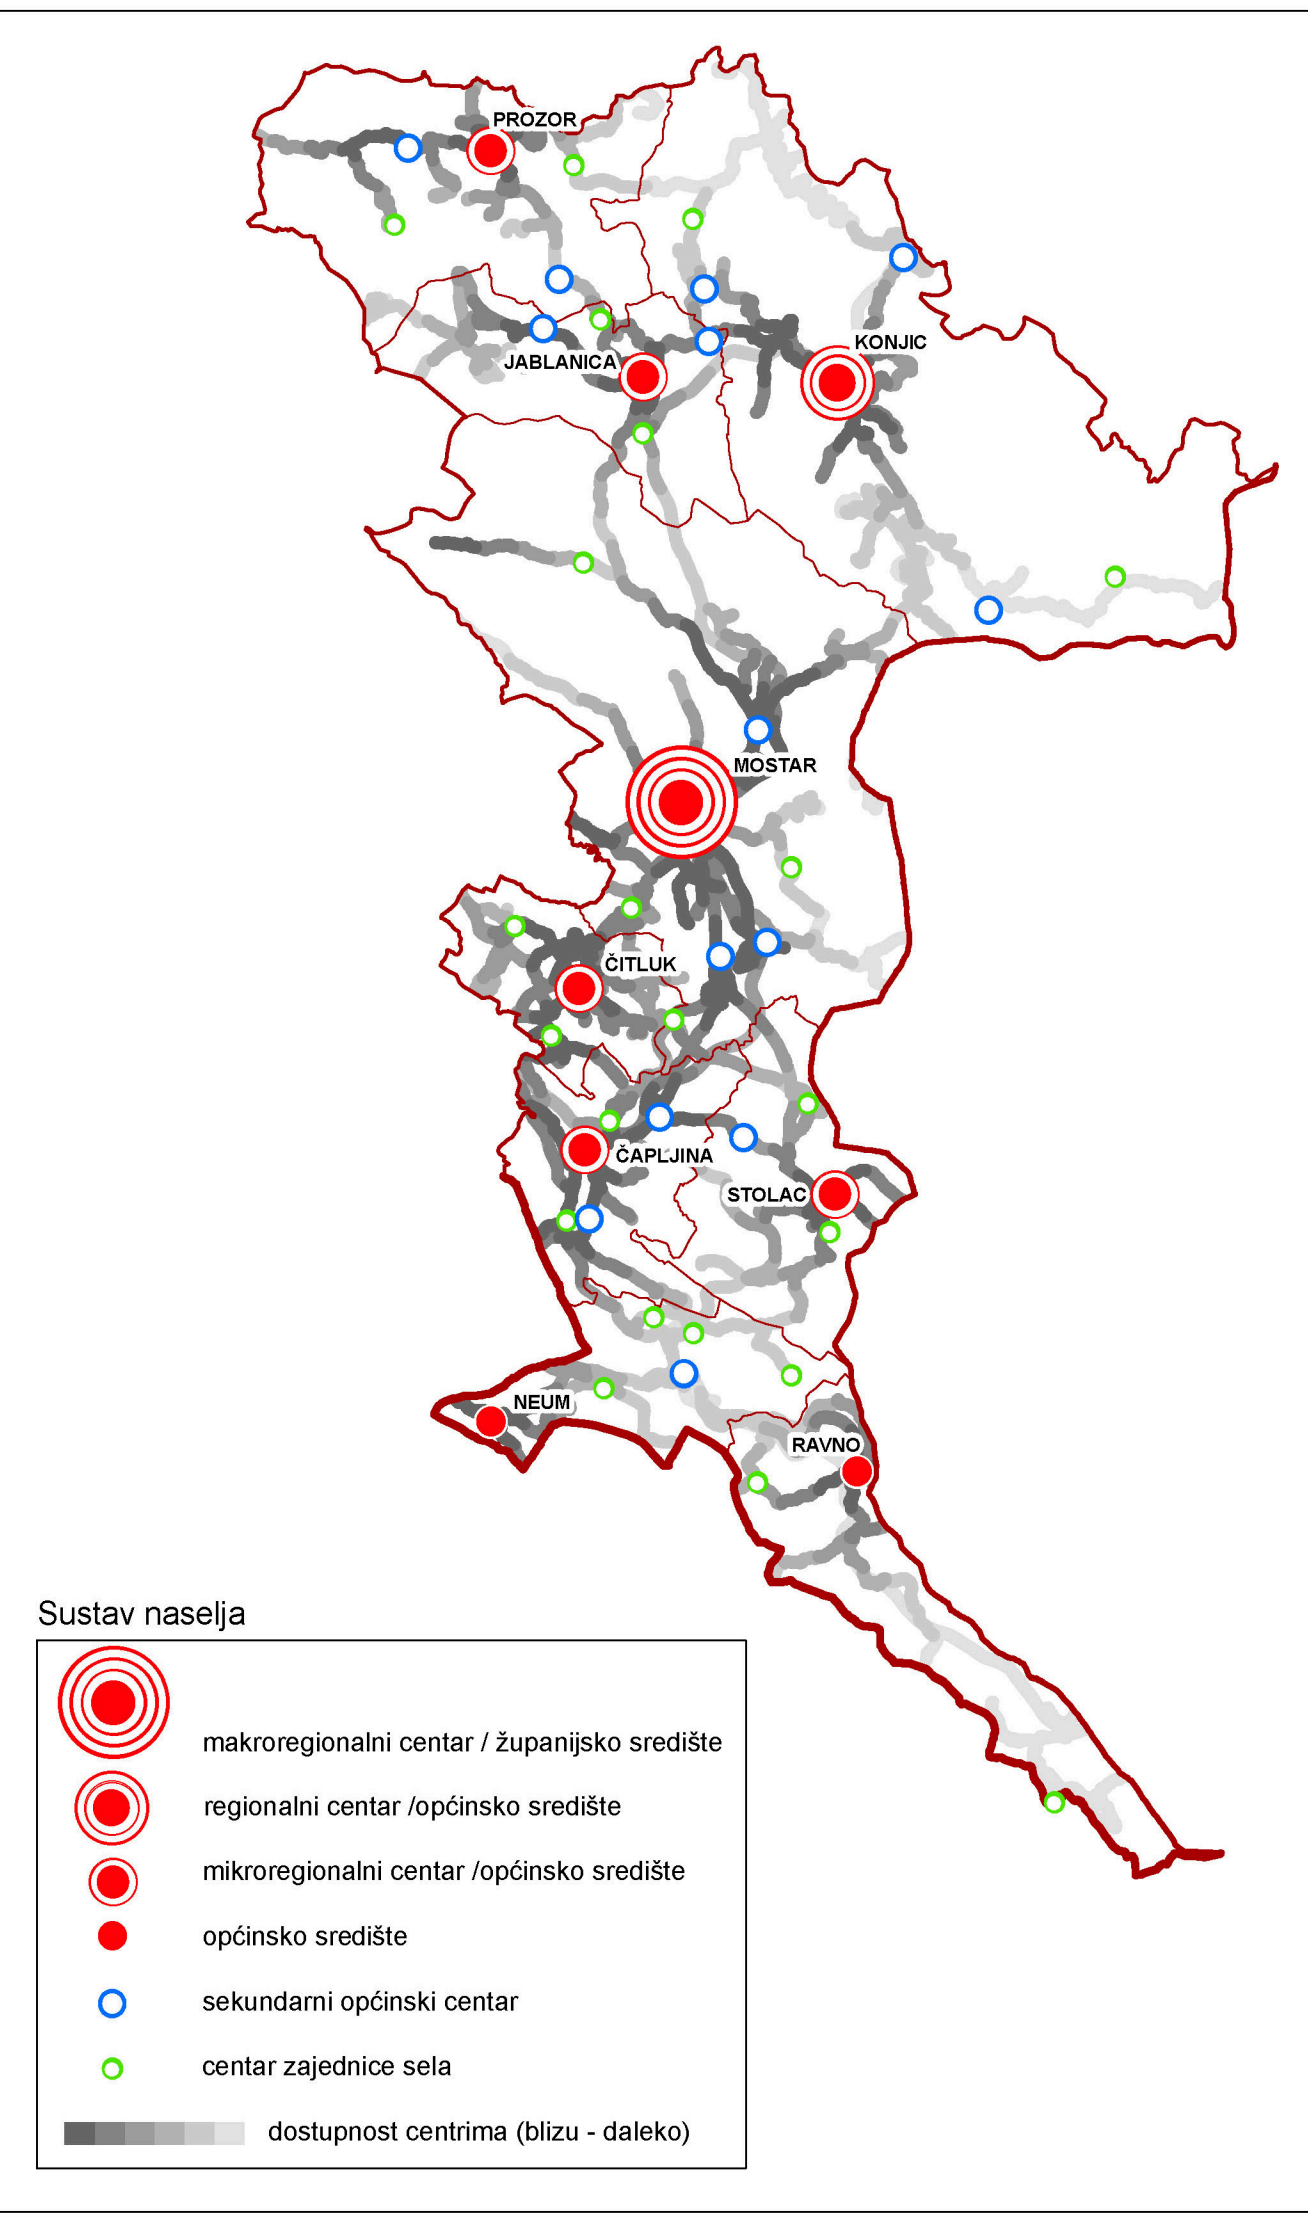 PROZOR
KONJIC
JABLANICA
MOSTAR
ČITLUK
ČAPLJINA
STOLAC
NEUM
RAVNO
Sustav naselja
makroregionalni centar / županijsko središte
regionalni centar /općinsko središte
mikroregionalni centar /općinsko središte
općinsko središte
sekundarni općinski centar
centar zajednice sela
dostupnost centrima (blizu - daleko)